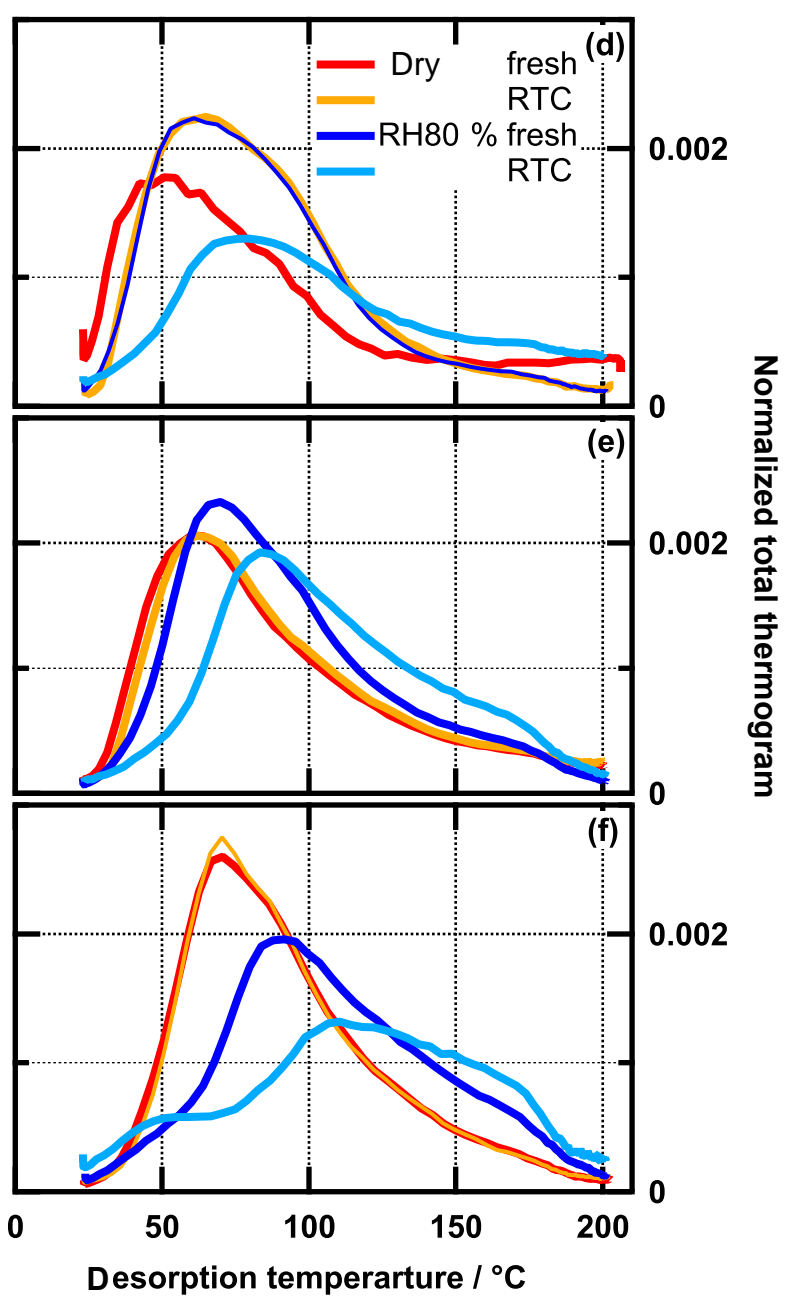 (d)
Dry fresh
RTC
RH80 % fresh
RTC
0.002
0
(e)
0.002
0
(f)
0.002
0
Normalized total thermogram
0 50 100 150 200
Desorption temperarture / °C